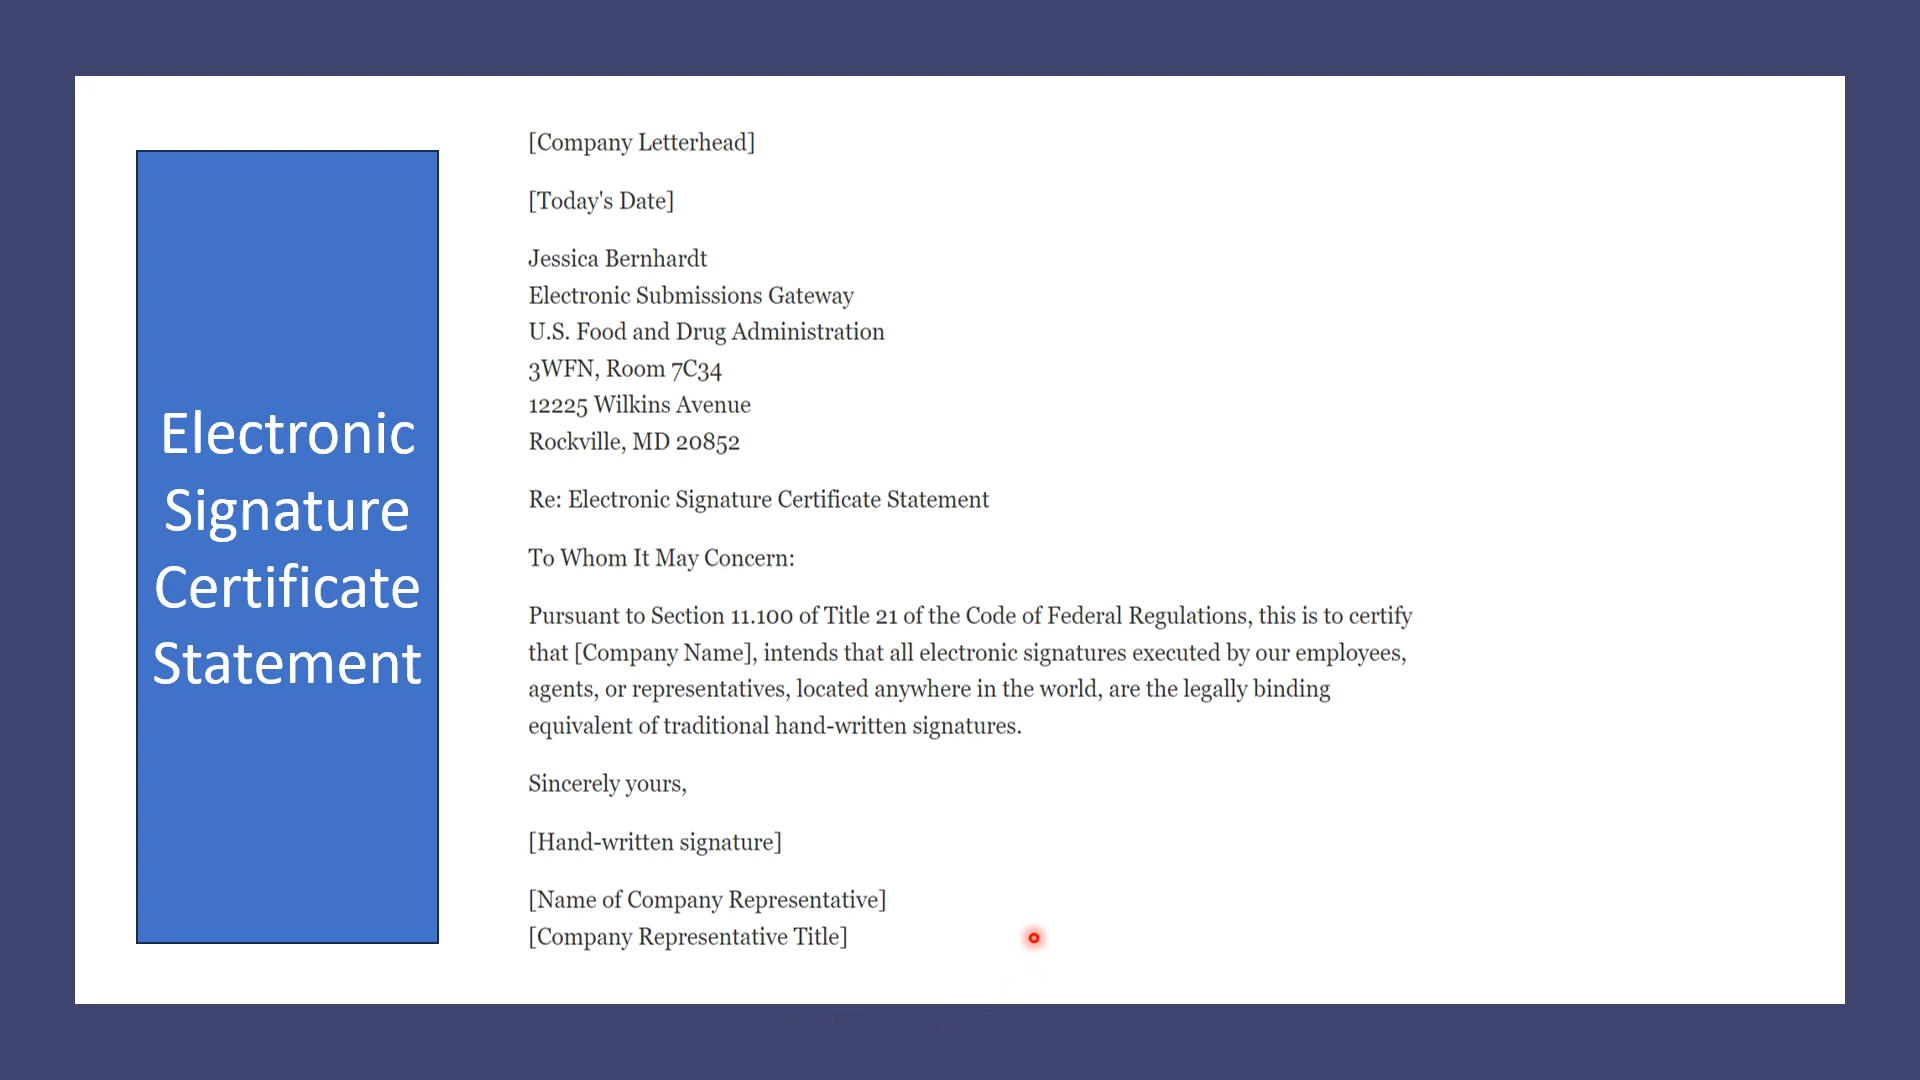 Electronic
Signature
Certificate
Statement
[Company Letterhead]
[Today's Date]
Jessica Bernhardt
Electronic Submissions Gateway
U.S. Food and Drug Administration
3WFN, Room 7C34
12225 Wilkins Avenue
Rockville, MD 20852
Re: Electronic Signature Certificate Statement
To Whom It May Concern:
Pursuant to Section 11.100 of Title 21 of the Code of Federal Regulations, this is to certify
that [Company Name], intends that all electronic signatures executed by our employees,
agents, or representatives, located anywhere in the world, are the legally binding
equivalent of traditional hand-written signatures.
Sincerely yours,
[Hand-written signature]
[Name of Company Representative]
[Company Representative Title]